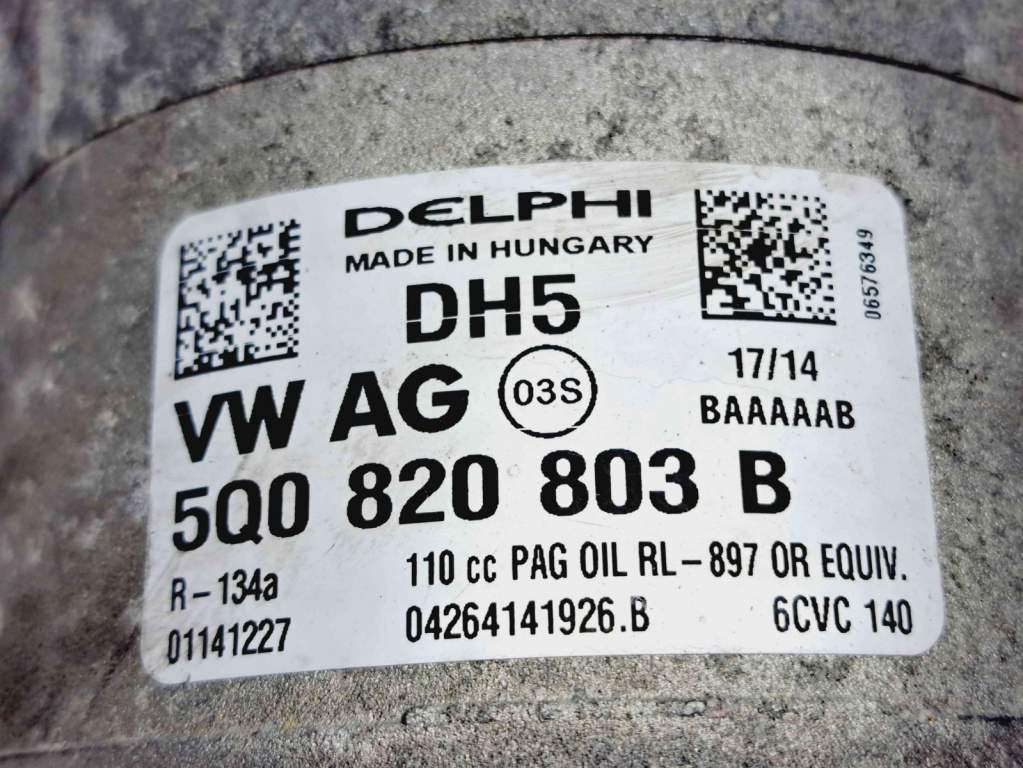 DELPHI
MADE IN HUNGARY
DH5
06576349
VW AG 03S
17/14
BAAAAAB
5Q0 820 803 B
R-134a
110 cc PAG OIL RL-897 OR EQUIV.
01141227
04264141926.B
6CVC 140